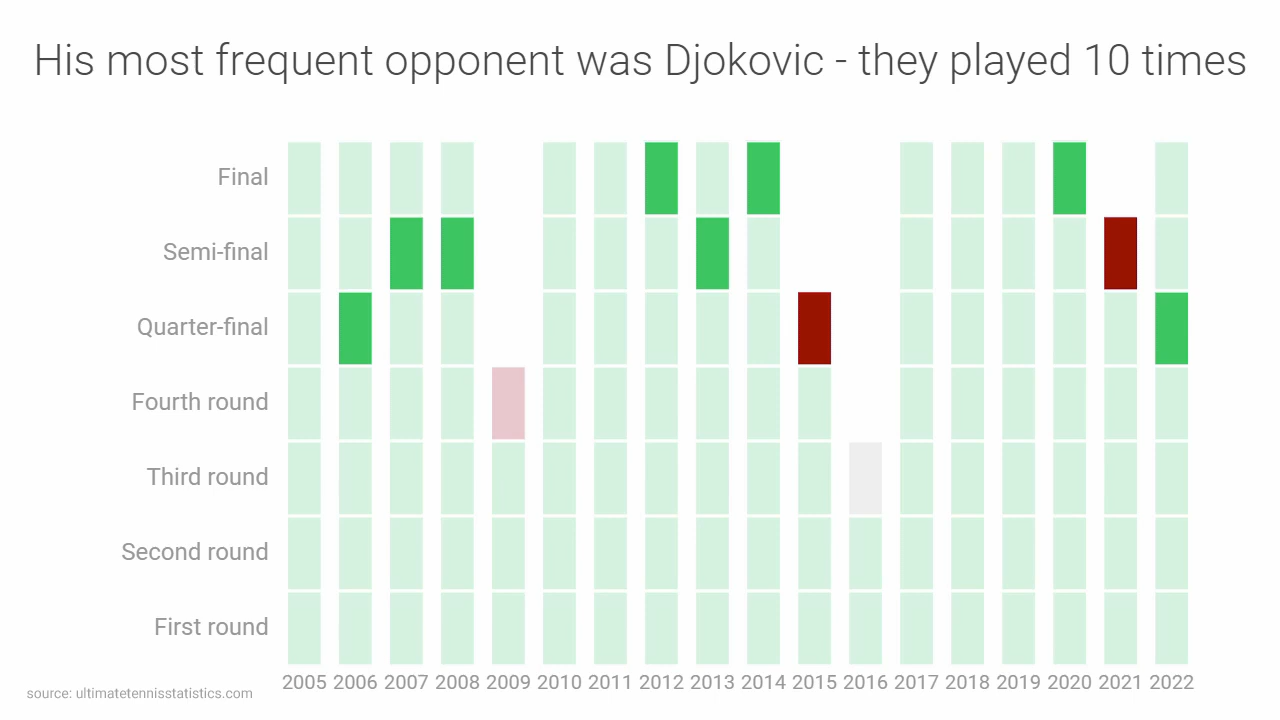 His most frequent opponent was Djokovic - they played 10 times
Final
Semi-final
Quarter-final
Fourth round
Third round
Second round
First round
2005 2006 2007 2008 2009 2010 2011 2012 2013 2014 2015 2016 2017 2018 2019 2020 2021 2022
source: ultimatetennisstatistics.com